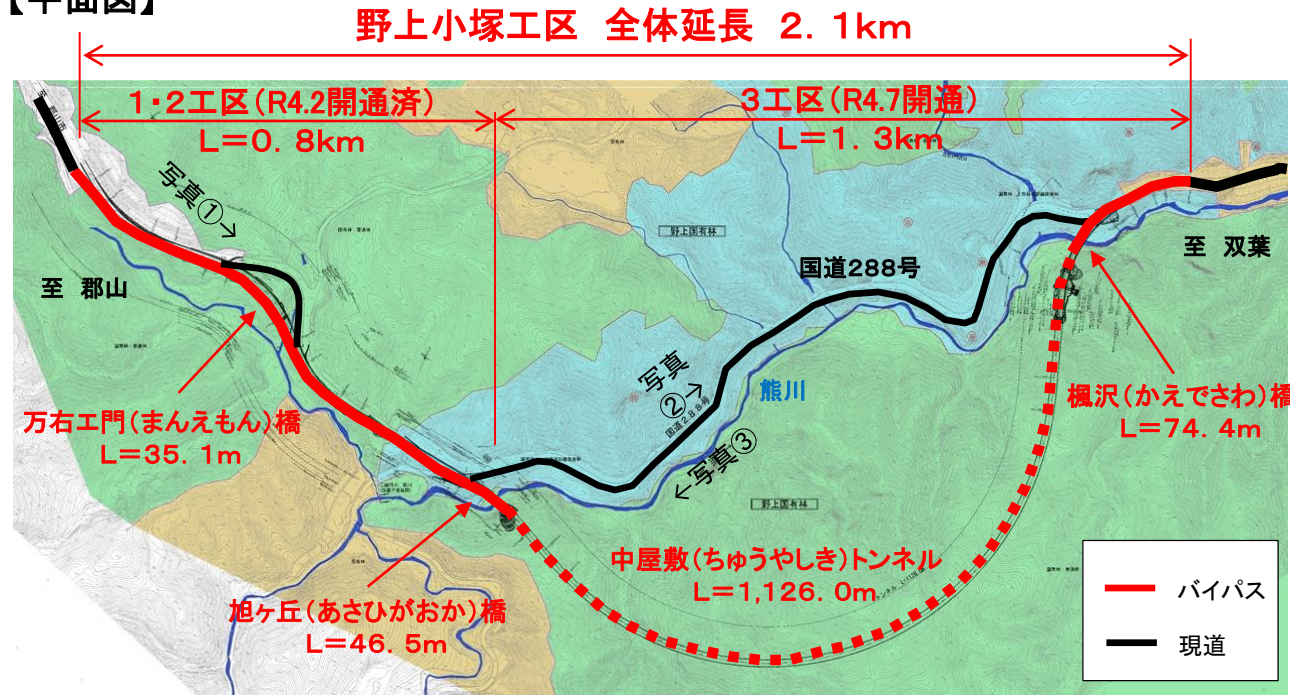 【平面図】
野上小塚工区 全体延長 2.1km
1・2工区(R4.2開通済)
L=0.8km
3工区(R4.7開通)
L=1.3km
写真①→
至 郡山
野上国有林
国道288号
至 双葉
写真
②→
国道288号
熊川
←写真③
万右エ門(まんえもん)橋
L=35.1m
楓沢(かえでさわ)橋
L=74.4m
野上国有林
中屋敷(ちゅうやしき)トンネル
L=1,126.0m
旭ヶ丘(あさひがおか)橋
L=46.5m
バイパス
現道